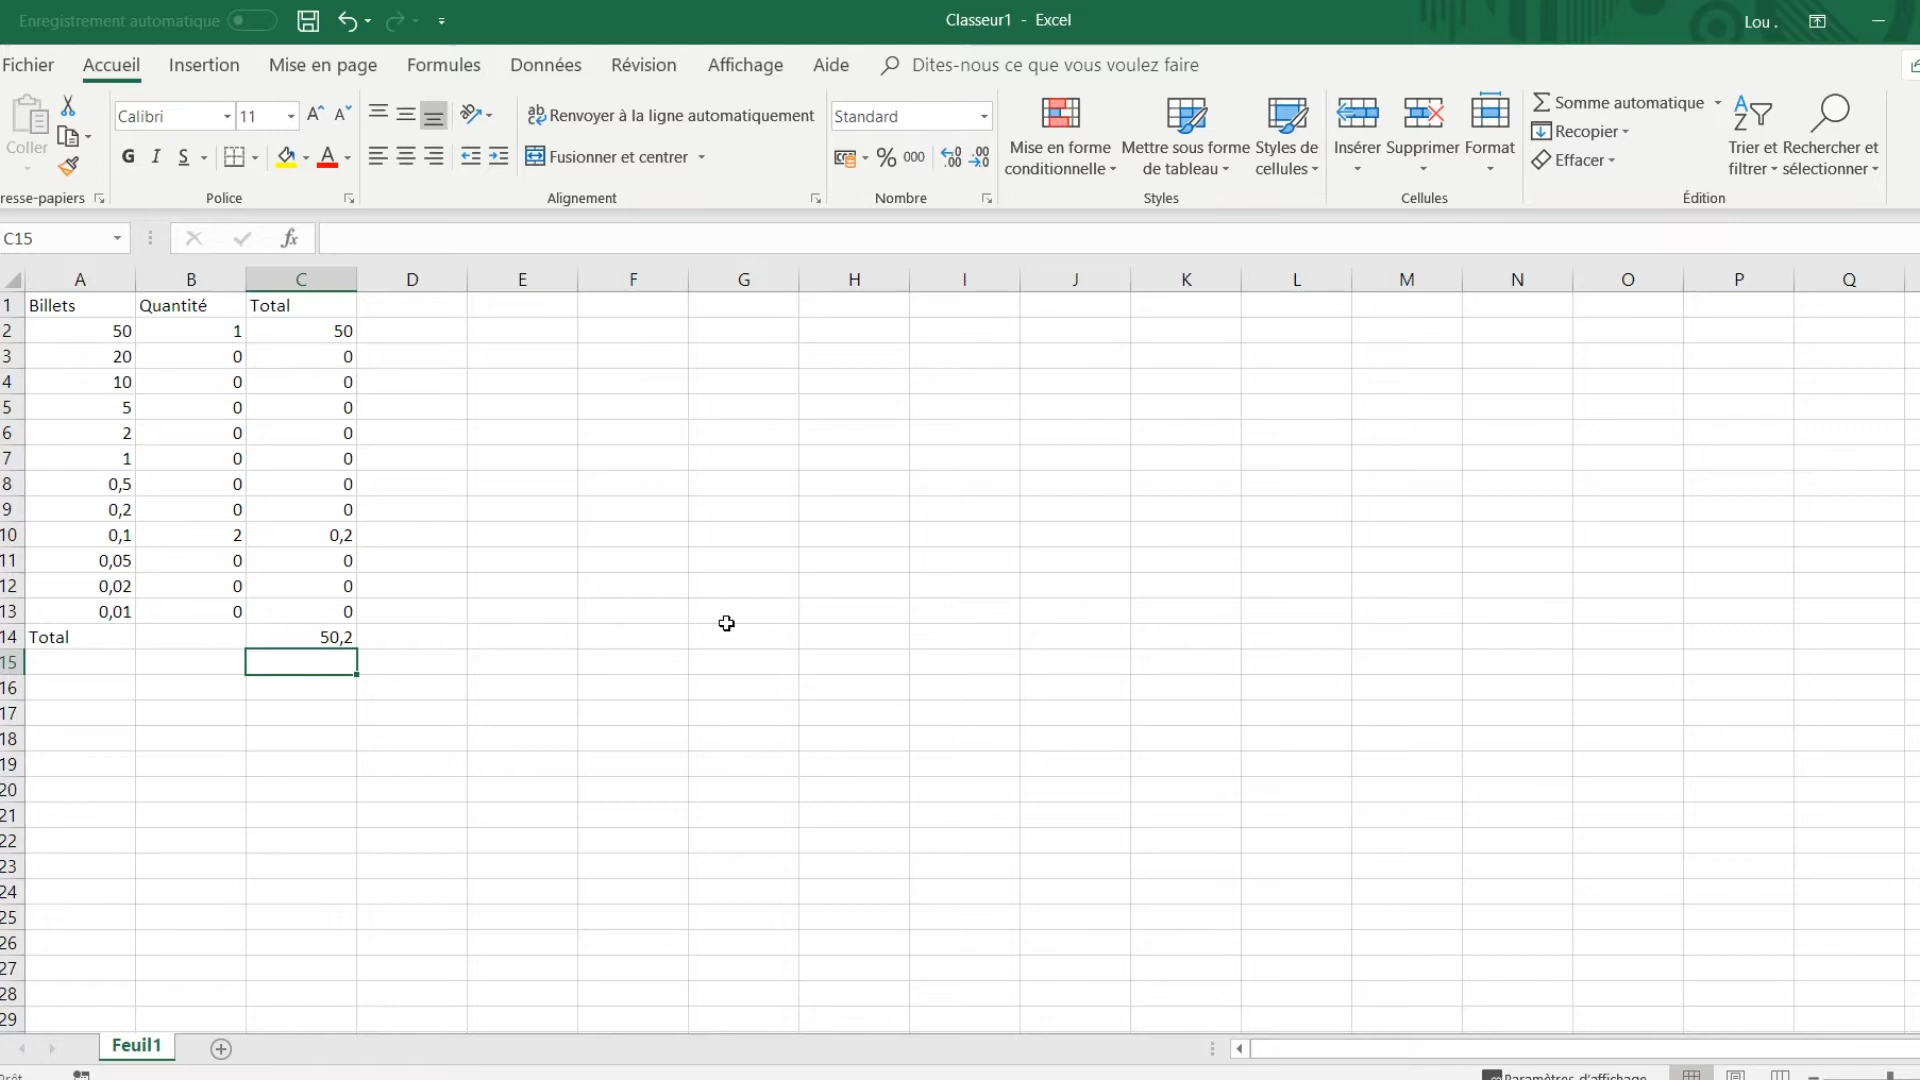 Enregistrement automatique
Classeur1 - Excel
Lou .
Fichier Accueil Insertion Mise en page Formules Données Révision Affichage Aide Dites-nous ce que vous voulez faire
Coller
resse-papiers
Calibri 11
G I S
Police
Renvoyer à la ligne automatiquement
Fusionner et centrer
Alignement
Standard
% 000
Nombre
Mise en forme
conditionnelle
Mettre sous forme
de tableau
Styles de
cellules
Styles
Insérer Supprimer Format
Cellules
Somme automatique
Recopier
Effacer
Trier et
filtrer
Rechercher et
sélectionner
Édition
C15 fx
A B C D E F G H I J K L M N O P Q
1 Billets Quantité Total
2 50 1 50
3 20 0 0
4 10 0 0
5 5 0 0
6 2 0 0
7 1 0 0
8 0,5 0 0
9 0,2 0 0
10 0,1 2 0,2
11 0,05 0 0
12 0,02 0 0
13 0,01 0 0
14 Total 50,2
15
16
17
18
19
20
21
22
23
24
25
26
27
28
29
Feuil1
Paramètres d'affichage